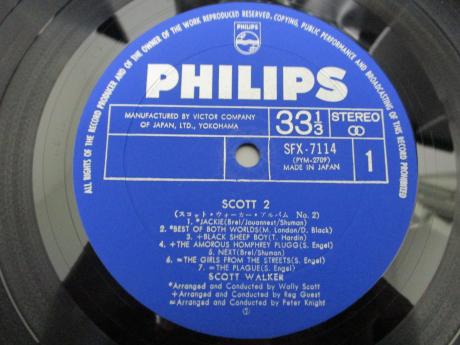 ALL RIGHTS OF THE RECORD PRODUCER AND OF THE OWNER OF THE WORK REPRODUCED RESERVED. COPYING, PUBLIC PERFORMANCE AND BROADCASTING OF THIS RECORD PROHIBITED
PHILIPS
PHILIPS
MANUFACTURED BY VICTOR COMPANY
OF JAPAN, LTD., YOKOHAMA
33 1/3
STEREO
SFX-7114
(PYM-2709)
MADE IN JAPAN
1
SCOTT 2
(スコット・ウォーカー・アルバム No.2)
1. *JACKIE(Brel/Jouannest/Shuman)
2. *BEST OF BOTH WORLDS(M. London/D. Black)
3. +BLACK SHEEP BOY(T. Hardin)
4. +THE AMOROUS HOMPHREY PLUGG(S. Engel)
5. NEXT(Brel/Shuman)
6. =THE GIRLS FROM THE STREETS(S. Engel)
7. =THE PLAGUE(S. Engel)
SCOTT WALKER
*Arranged and Conducted by Wally Scott
+Arranged and Conducted by Reg Guest
=Arranged and Conducted by Peter Knight